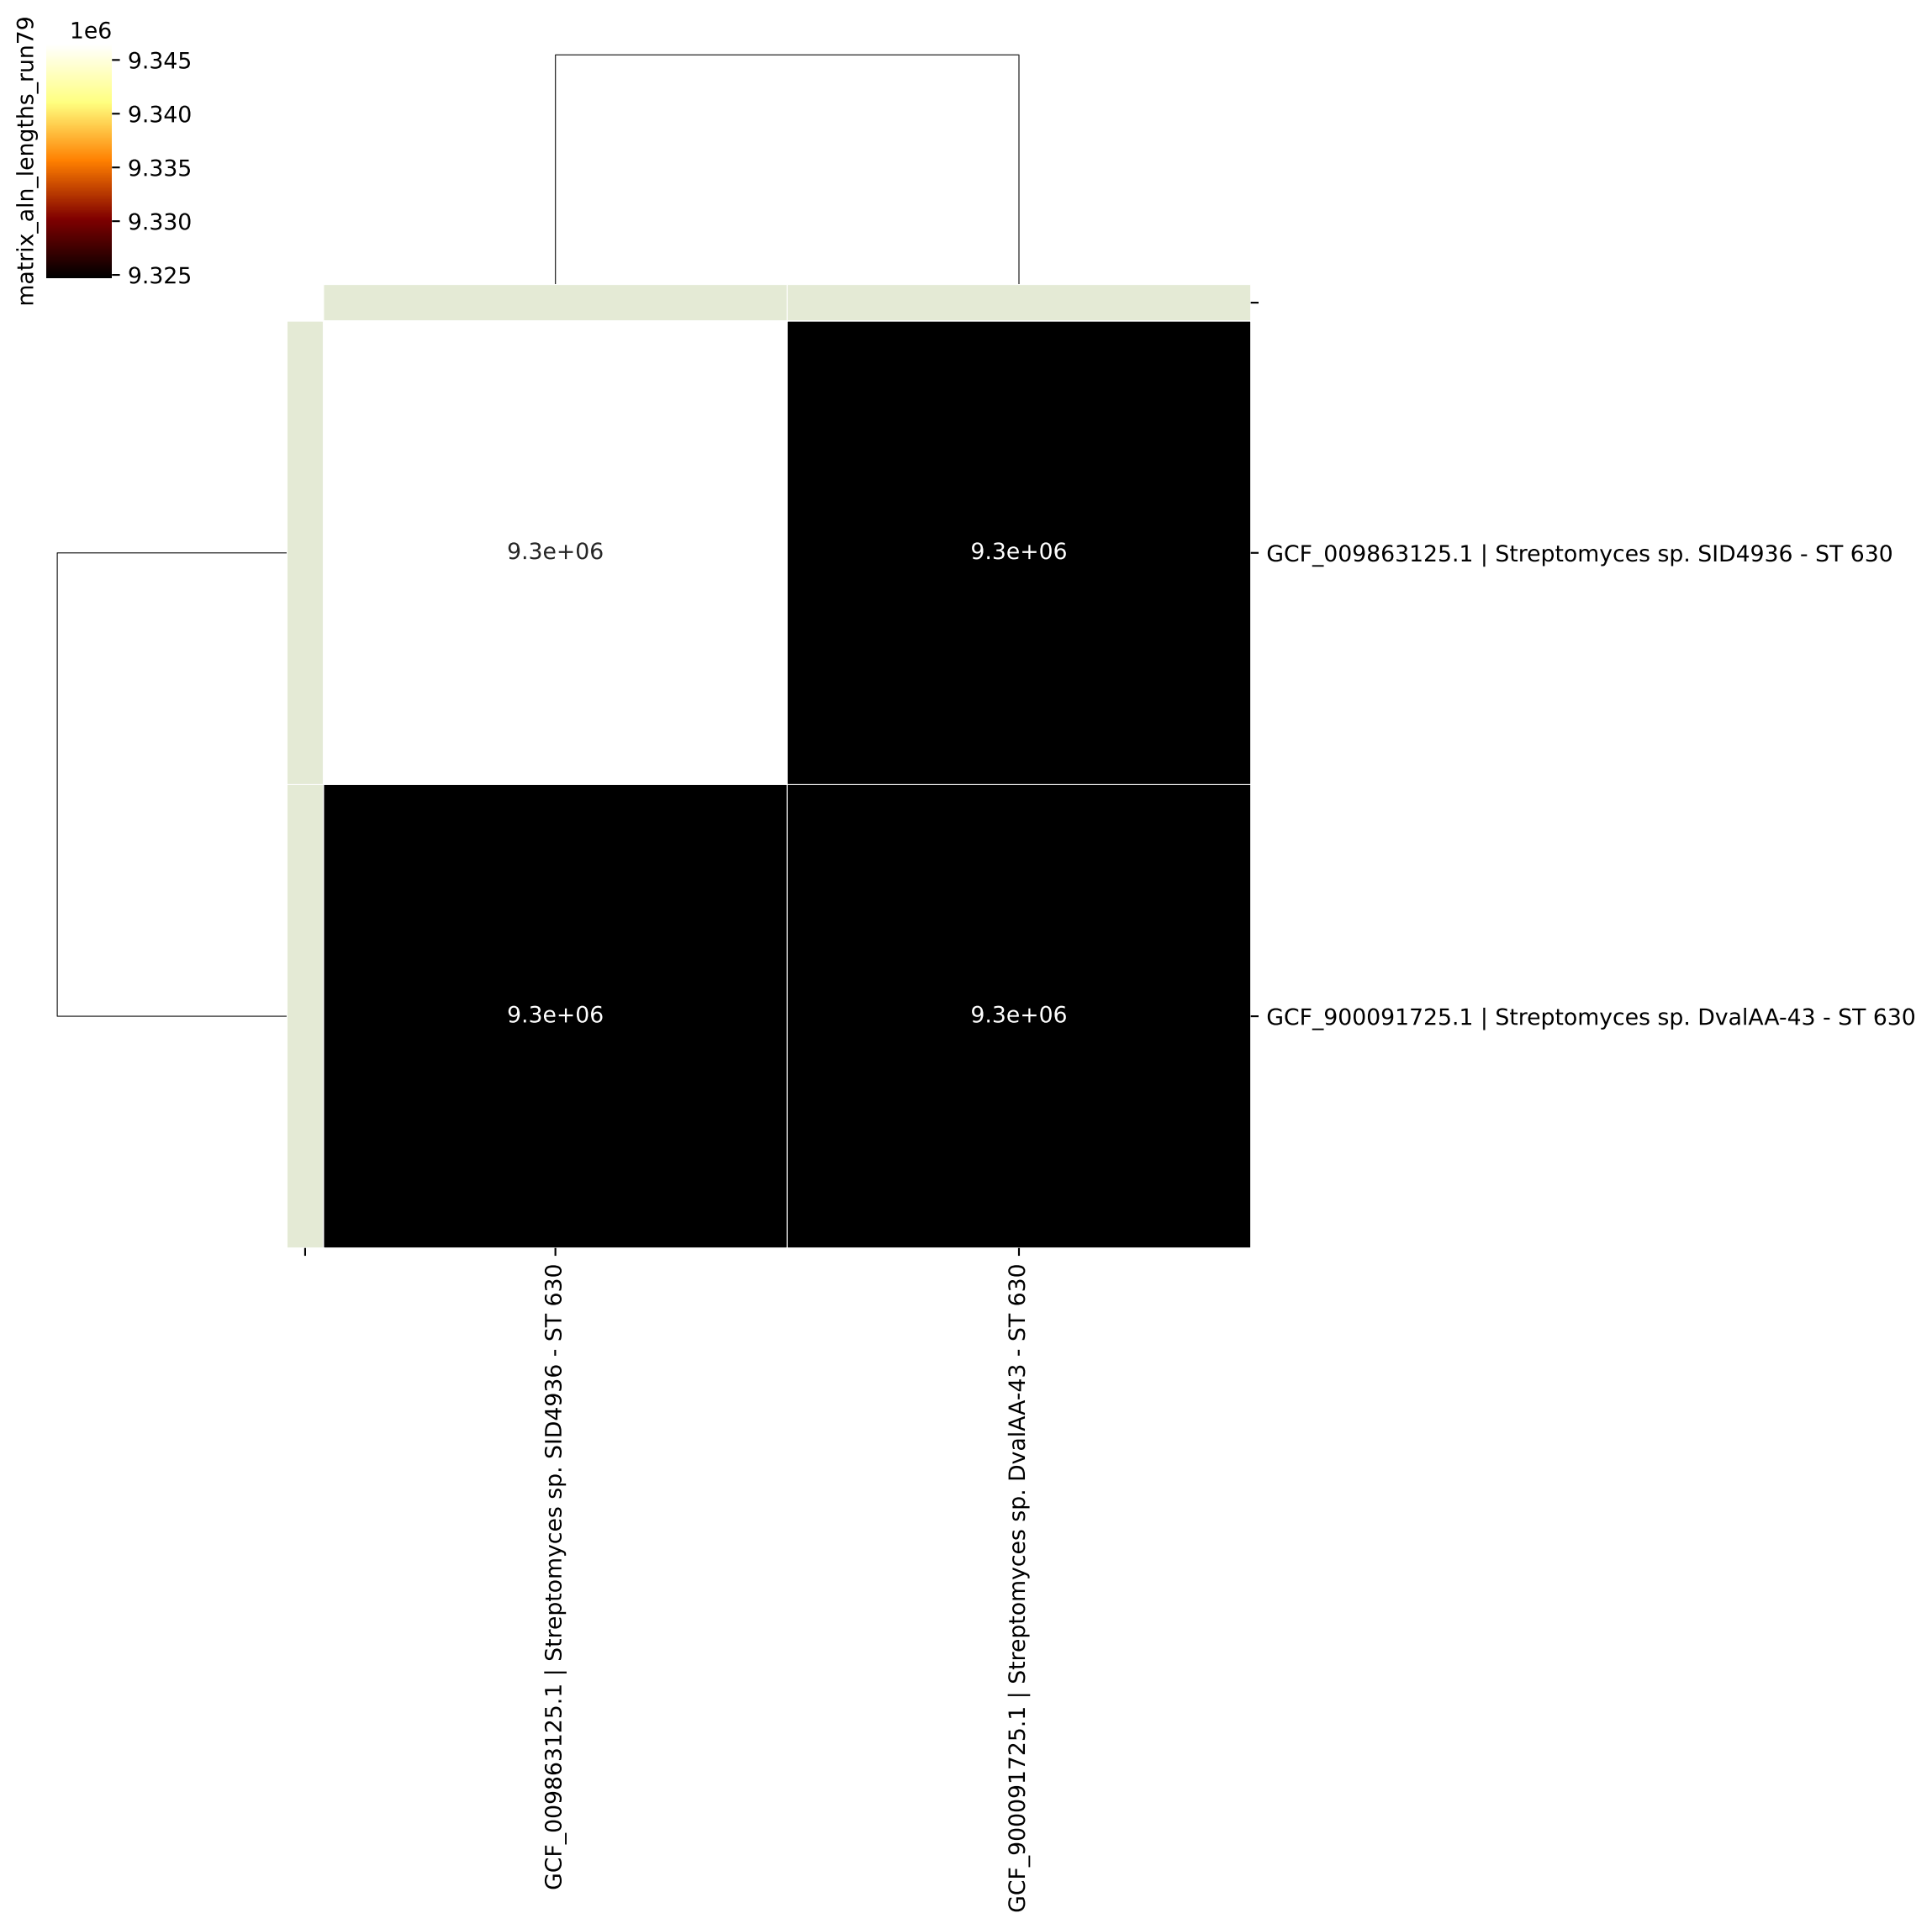 matrix_aln_lengths_run79
1e6
9.345
9.340
9.335
9.330
9.325
9.3e+06
9.3e+06
GCF_009863125.1 | Streptomyces sp. SID4936 - ST 630
9.3e+06
9.3e+06
GCF_900091725.1 | Streptomyces sp. DvalAA-43 - ST 630
GCF_009863125.1 | Streptomyces sp. SID4936 - ST 630
GCF_900091725.1 | Streptomyces sp. DvalAA-43 - ST 630